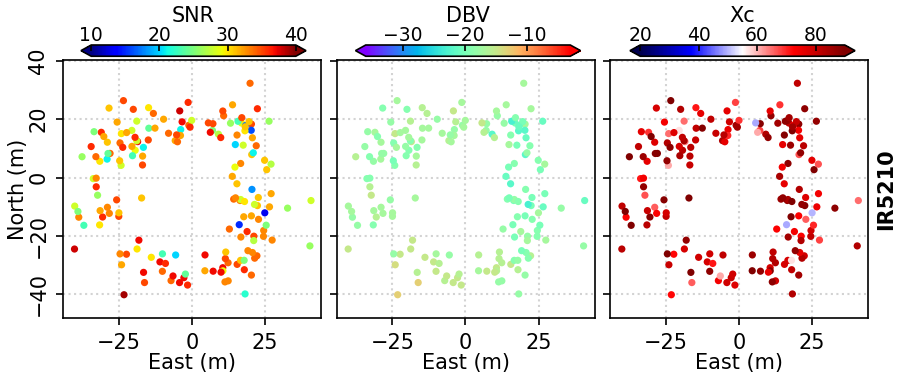 SNR DBV Xc
10 20 30 40 −30 −20 −10 20 40 60 80
40
20
0
−20
−40
North (m)
−25 0 25 −25 0 25 −25 0 25
East (m) East (m) East (m)
IR5210